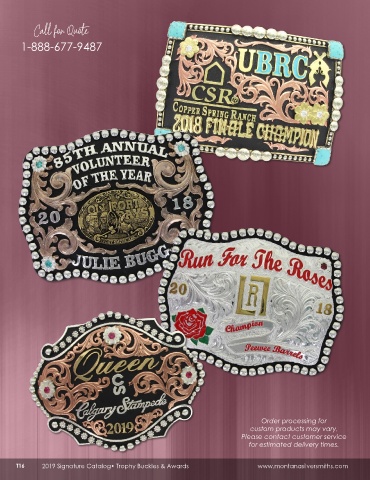 Call for Quote
1-888-677-9487
UBRC
CSR
COPPER SPRING RANCH
2018 FINALE CHAMPION
85TH ANNUAL
VOLUNTEER
OF THE YEAR
20 18
JULIE BUGG
Run For The Roses
20 18
LR
Champion
Peewee Barrels
Queen
US
Calgary Stampede
2019
Order processing for
custom products may vary.
Please contact customer service
for estimated delivery times.
T16 2019 Signature Catalog• Trophy Buckles & Awards www.montanasilversmiths.com